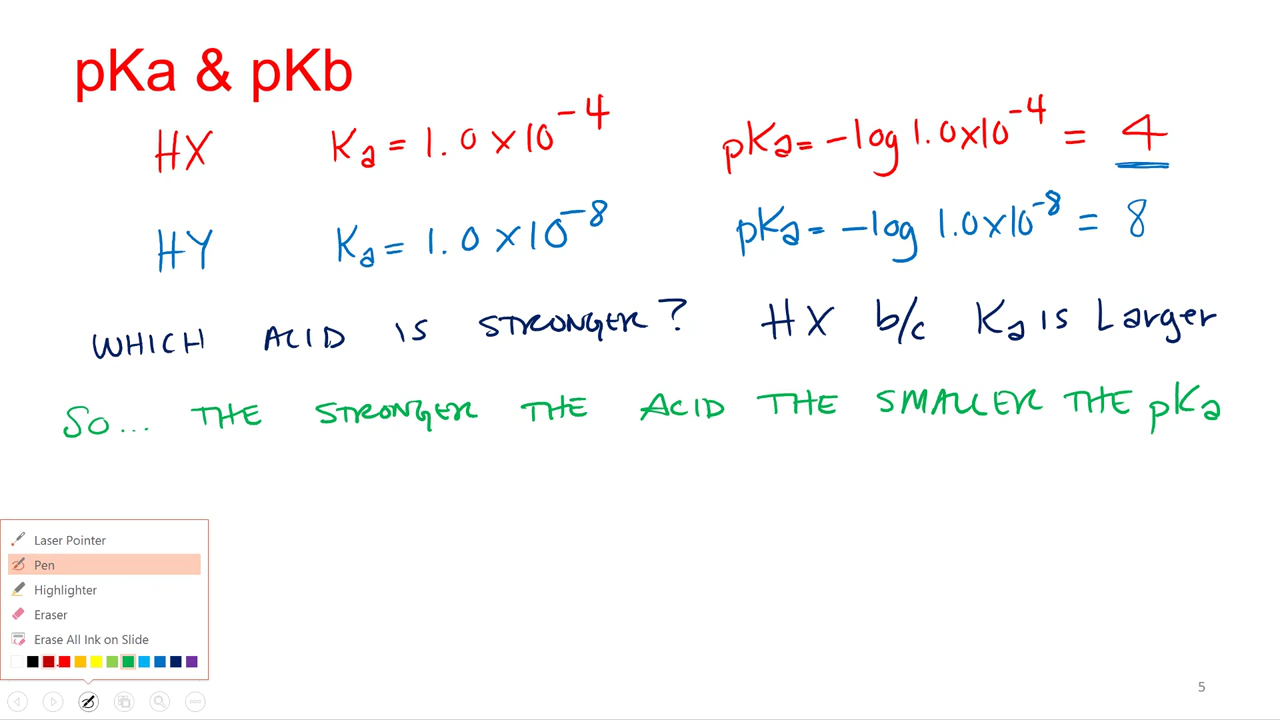 pKa & pKb
HX Ka = 1.0 x 10⁻⁴ pKa = -log 1.0x10⁻⁴ = 4
HY Ka = 1.0 x 10⁻⁸ pKa = -log 1.0x10⁻⁸ = 8
WHICH ACID IS STRONGER? HX b/c Ka is Larger
So... THE STRONGER THE ACID THE SMALLER THE pKa
Laser Pointer
Pen
Highlighter
Eraser
Erase All Ink on Slide
5